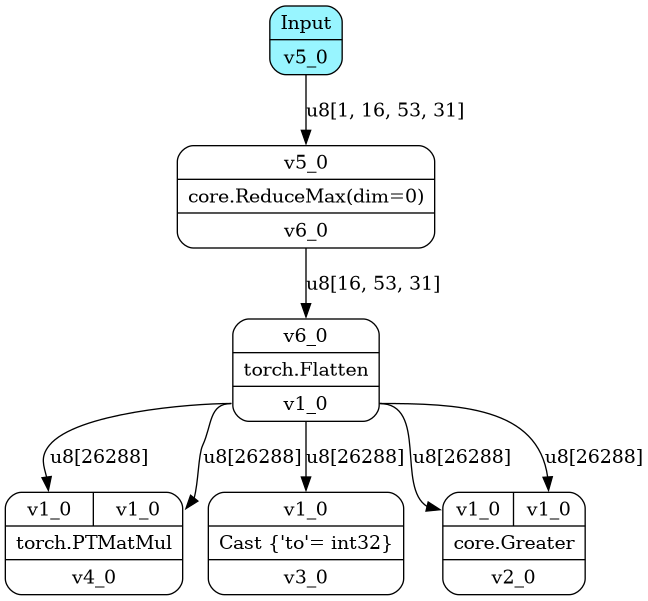 Input
v5_0
u8[1, 16, 53, 31]
v5_0
core.ReduceMax(dim=0)
v6_0
u8[16, 53, 31]
v6_0
torch.Flatten
v1_0
u8[26288] u8[26288] u8[26288] u8[26288] u8[26288]
v1_0 v1_0 v1_0 v1_0 v1_0
torch.PTMatMul Cast {'to'= int32} core.Greater
v4_0 v3_0 v2_0